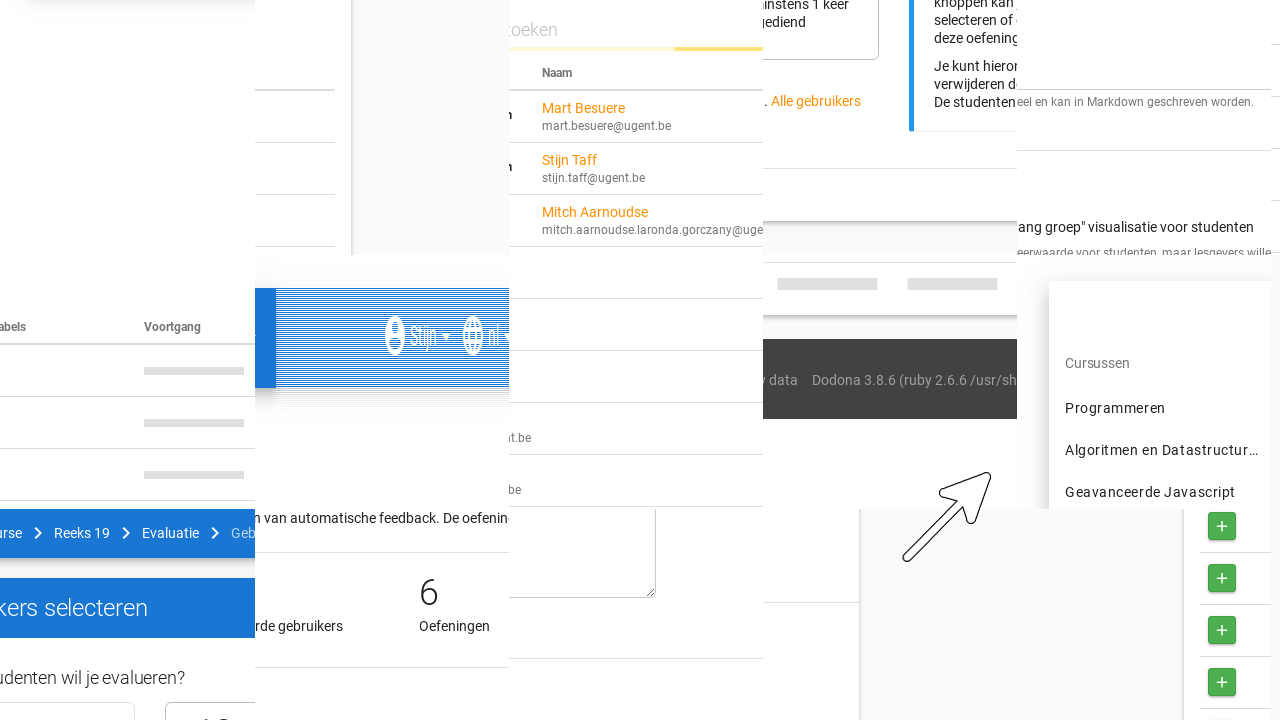 instens 1 keer
gediend
knoppen kan
selecteren of
deze oefening
zoeken
Naam
Je kunt hieror
verwijderen d
De studenten
Mart Besuere
mart.besuere@ugent.be
. Alle gebruikers
eel en kan in Markdown geschreven worden.
Stijn Taff
stijn.taff@ugent.be
Mitch Aarnoudse
mitch.aarnoudse.laronda.gorczany@uge
ang groep" visualisatie voor studenten
eerwaarde voor studenten, maar lesgevers wille
abels
Voortgang
Stijn
nl
y data
Dodona 3.8.6 (ruby 2.6.6 /usr/sh
Cursussen
Programmeren
Algoritmen en Datastructur...
Geavanceerde Javascript
nt.be
be
urse
Reeks 19
Evaluatie
Geb
n van automatische feedback. De oefening
kers selecteren
6
rde gebruikers
Oefeningen
udenten wil je evalueren?